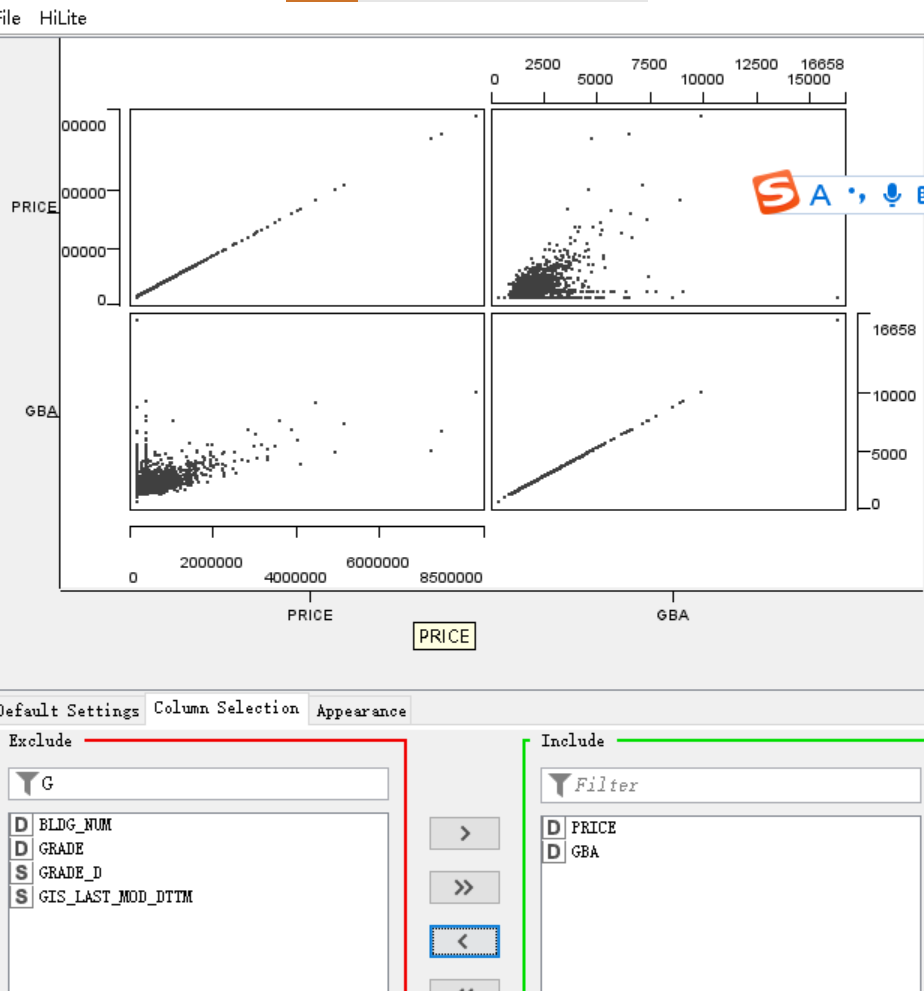 File HiLite
2500 7500 12500 16658
0 5000 10000 15000
00000
00000
PRICE
00000
0
A
16658
10000
GBA
5000
0
2000000 6000000
0 4000000 8500000
PRICE GBA
PRICE
Default Settings Column Selection Appearance
Exclude Include
G Filter
D BLDG_NUM
D GRADE
S GRADE_D
S GIS_LAST_MOD_DTTM
D PRICE
D GBA
>
>>
<